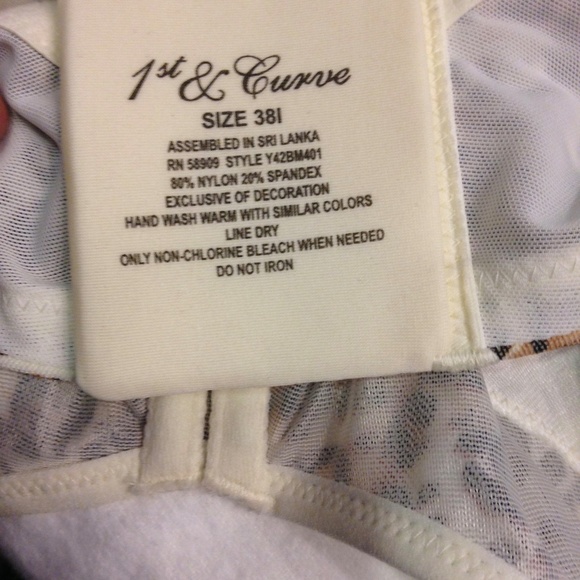 1st & Curve
SIZE 38I
ASSEMBLED IN SRI LANKA
RN 58909 STYLE Y42BM401
80% NYLON 20% SPANDEX
EXCLUSIVE OF DECORATION
HAND WASH WARM WITH SIMILAR COLORS
LINE DRY
ONLY NON-CHLORINE BLEACH WHEN NEEDED
DO NOT IRON